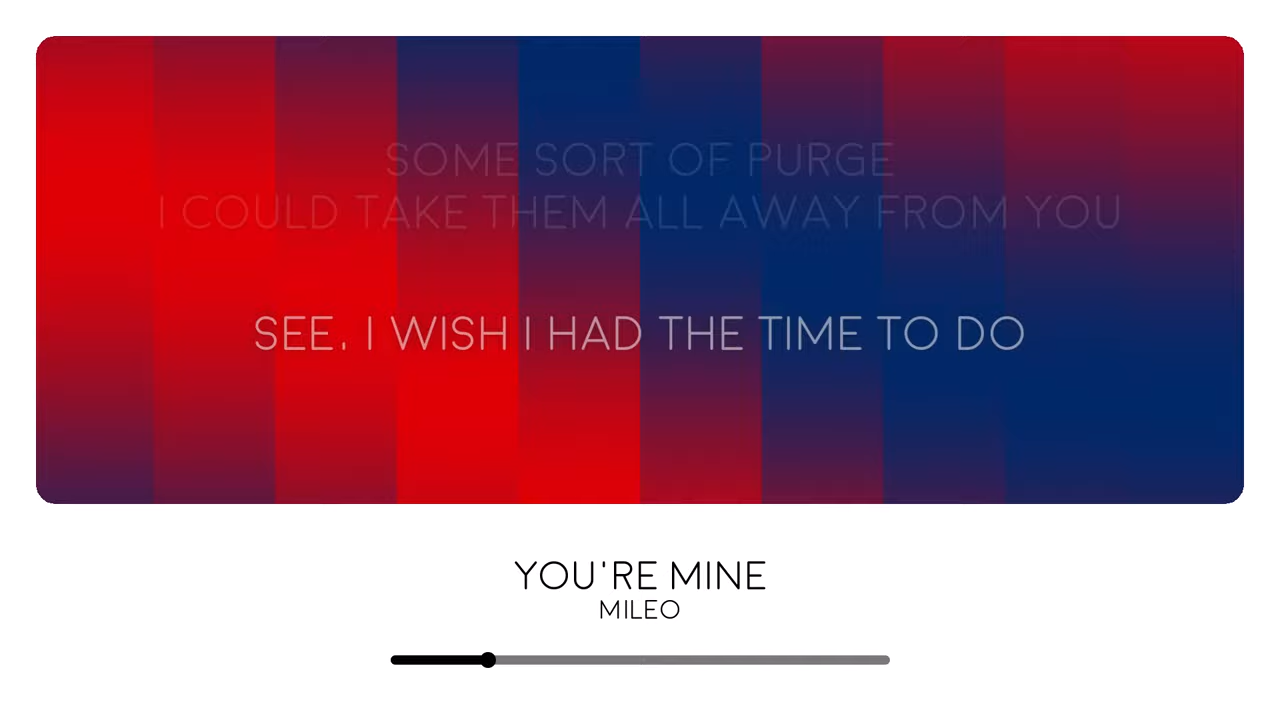 SOME SORT OF PURGE
I COULD TAKE THEM ALL AWAY FROM YOU
SEE, I WISH I HAD THE TIME TO DO
YOU'RE MINE
MILEO